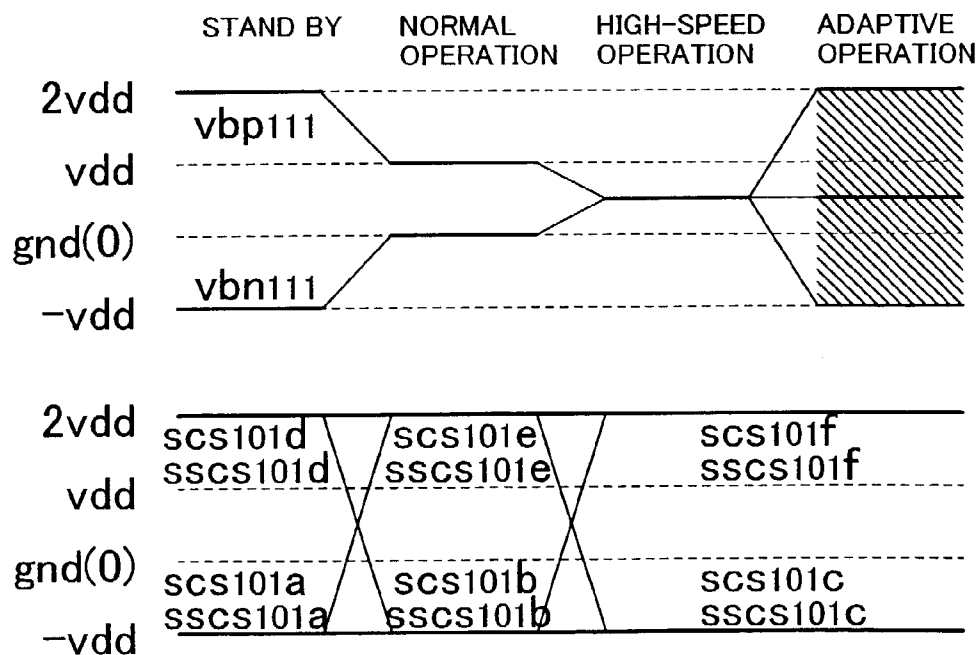 STAND BY
NORMAL
OPERATION
HIGH-SPEED
OPERATION
ADAPTIVE
OPERATION
2vdd
vbp111
vdd
gnd(0)
vbn111
-vdd
2vdd
scs101d scs101e scs101f
sscs101d sscs101e sscs101f
vdd
gnd(0)
scs101a scs101b scs101c
sscs101a sscs101b sscs101c
-vdd